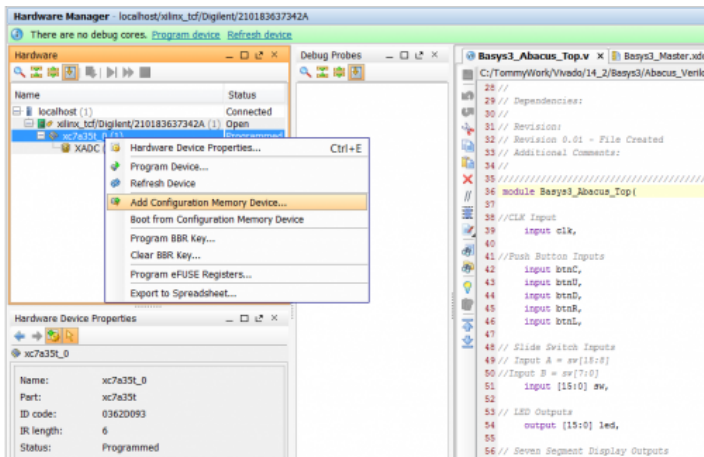 Hardware Manager - localhost/xilinx_tcf/Digilent/210183637342A
There are no debug cores. Program device Refresh device
Hardware
Name Status
localhost (1) Connected
xilinx_tcf/Digilent/210183637342A (1) Open
xc7a35t_0 (1) Programmed
XADC
Hardware Device Properties... Ctrl+E
Program Device...
Refresh Device
Add Configuration Memory Device...
Boot from Configuration Memory Device
Program BBR Key...
Clear BBR Key...
Program eFUSE Registers...
Export to Spreadsheet...
Hardware Device Properties
xc7a35t_0
Name: xc7a35t_0
Part: xc7a35t
ID code: 0362D093
IR length: 6
Status: Programmed
Debug Probes
Basys3_Abacus_Top.v Basys3_Master.xdc
C:/TommyWork/Vivado/14_2/Basys3/Abacus_Verilo
28 //
29 // Dependencies:
30 //
31 // Revision:
32 // Revision 0.01 - File Created
33 // Additional Comments:
34 //
35 ////////////////////////////////////
36 module Basys3_Abacus_Top(
37
38 //CLK Input
39 input clk,
40
41 //Push Button Inputs
42 input btnC,
43 input btnU,
44 input btnD,
45 input btnR,
46 input btnL,
47
48 // Slide Switch Inputs
49 // Input A = sw[15:8]
50 //Input B = sw[7:0]
51 input [15:0] sw,
52
53 // LED Outputs
54 output [15:0] led,
55
56 // Seven Segment Display Outputs